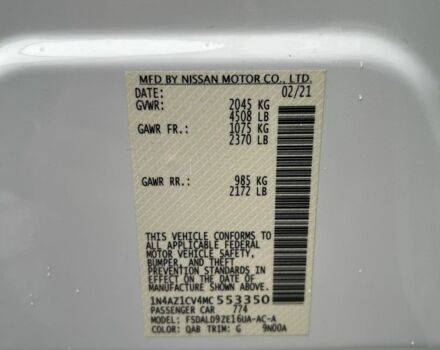 MFD BY NISSAN MOTOR CO., LTD.
DATE: 02/21
GVWR: 2045 KG
4508 LB
GAWR FR.: 1075 KG
2370 LB
GAWR RR.: 985 KG
2172 LB
THIS VEHICLE CONFORMS TO ALL
APPLICABLE FEDERAL
MOTOR VEHICLE SAFETY,
BUMPER, AND THEFT
PREVENTION STANDARDS
IN EFFECT ON THE DATE OF
MANUFACTURE SHOWN ABOVE.
1N4AZ1CV4MC553350
PASSENGER CAR 774
F5DALD9ZE16UA-AC-A
COLOR: QAB TRIM: G 9N00A